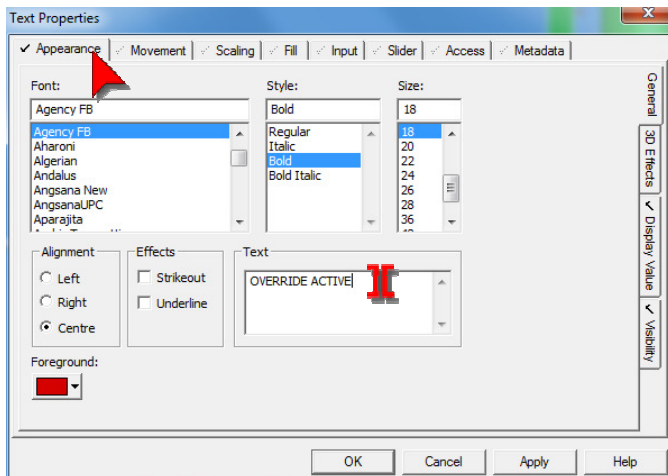 Text Properties
Appearance Movement Scaling Fill Input Slider Access Metadata
Font: Style: Size:
Agency FB Bold 18
Agency FB Regular 18
Aharoni Italic 20
Algerian Bold 22
Andalus Bold Italic 24
Angsana New 26
AngsanaUPC 28
Aparajita 36
Alignment Effects Text
Left Strikeout OVERRIDE ACTIVE
Right Underline
Centre
Foreground:
General
3D Effects
Display Value
Visibility
OK Cancel Apply Help